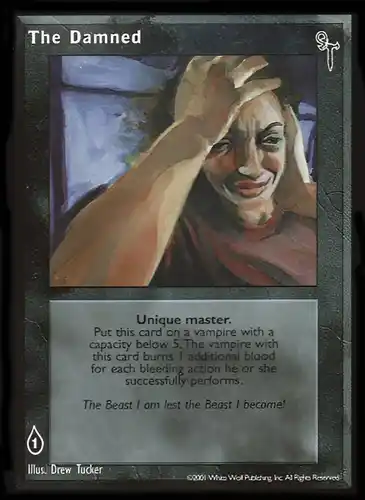 The Damned
Unique master.
Put this card on a vampire with a
capacity below 5. The vampire with
this card burns 1 additional blood
for each bleeding action he or she
successfully performs.
The Beast I am lest the Beast I become!
1
Illus. Drew Tucker
©2001 White Wolf Publishing, Inc. All Rights Reserved.